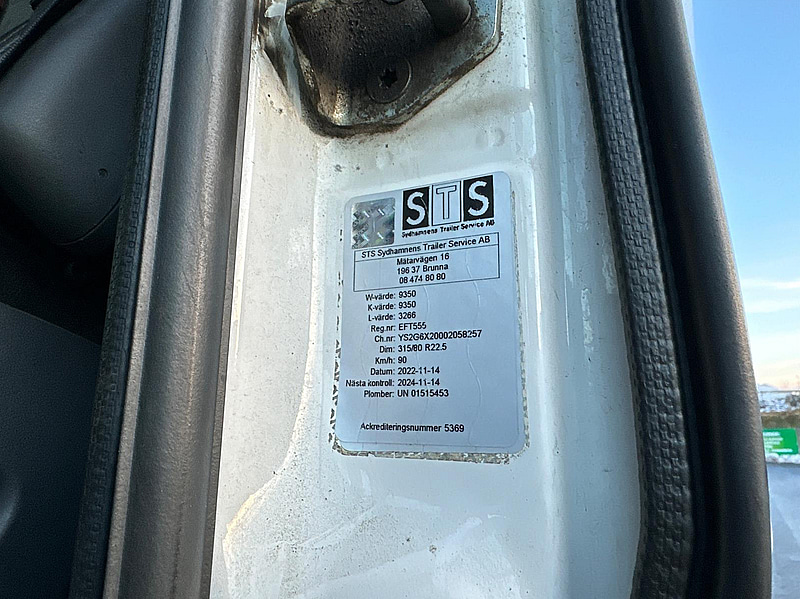 STS
Sydhamnens Trailer Service AB
STS Sydhamnens Trailer Service AB
Mätarvägen 16
196 37 Brunna
08 474 80 80
W-värde: 9350
K-värde: 9350
L-värde: 3266
Reg.nr: EFT555
Ch.nr: YS2G6X20002058257
Dim: 315/80 R22.5
Km/h: 90
Datum: 2022-11-14
Nästa kontroll: 2024-11-14
Plomber: UN 01515453
Ackrediteringsnummer 5369